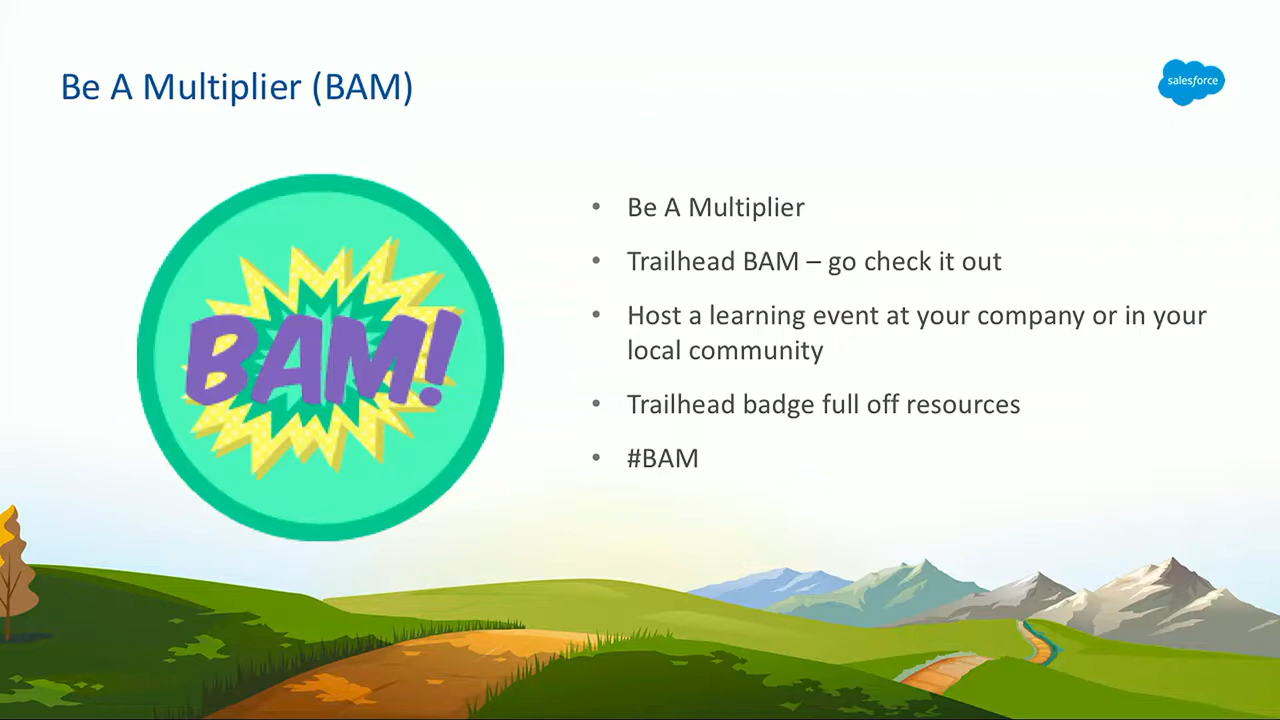 Be A Multiplier (BAM)
salesforce
BAM!
• Be A Multiplier
• Trailhead BAM – go check it out
• Host a learning event at your company or in your
local community
• Trailhead badge full off resources
• #BAM